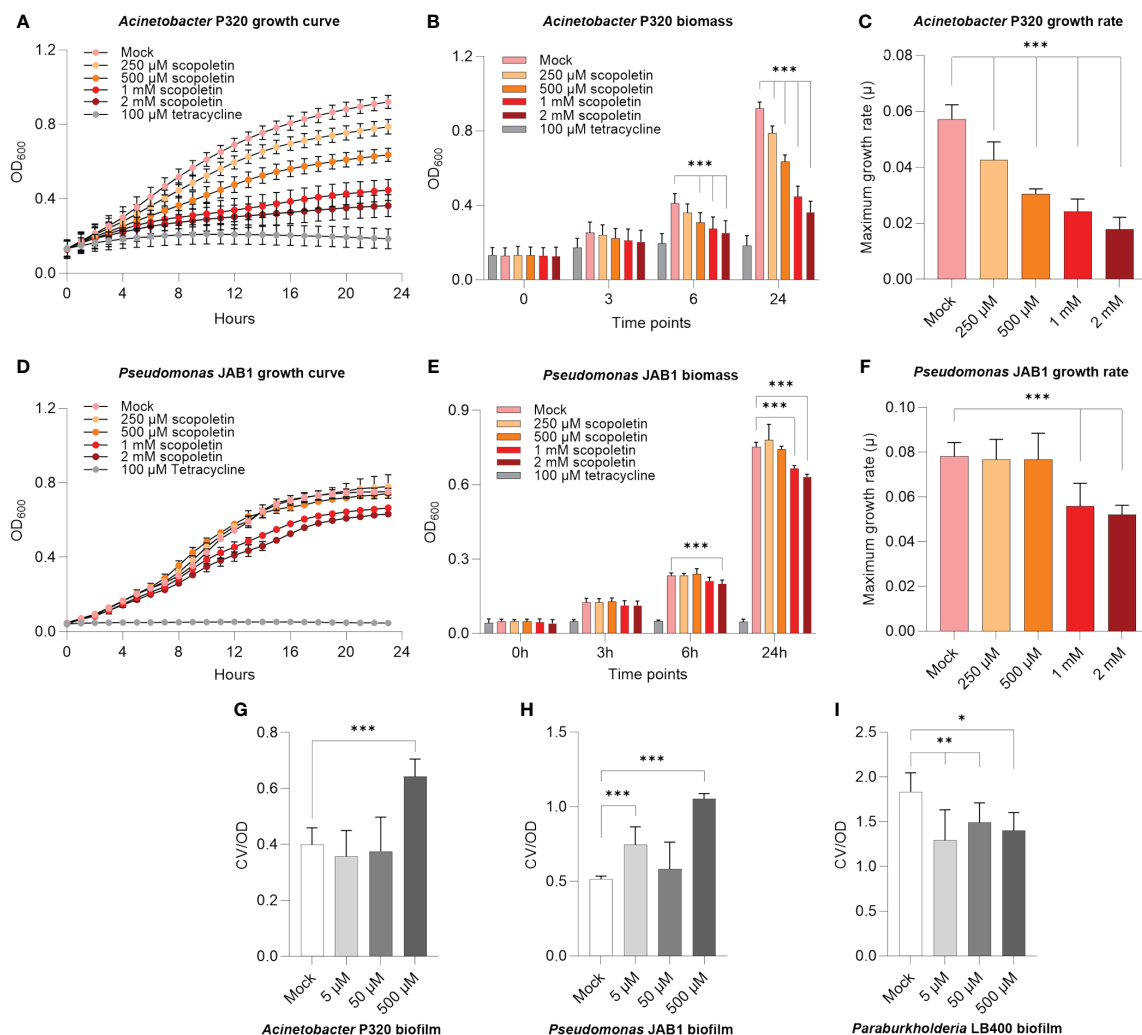 A
Acinetobacter P320 growth curve
1.2
0.8
0.4
0.0
OD600
Mock
250 µM scopoletin
500 µM scopoletin
1 mM scopoletin
2 mM scopoletin
100 µM tetracycline
0 4 8 12 16 20 24
Hours
B
Acinetobacter P320 biomass
1.2
0.8
0.4
0.0
OD600
Mock
250 µM scopoletin
500 µM scopoletin
1 mM scopoletin
2 mM scopoletin
100 µM tetracycline
***
***
0 3 6 24
Time points
C
Acinetobacter P320 growth rate
0.08
0.06
0.04
0.02
0.00
Maximum growth rate (µ)
***
Mock 250 µM 500 µM 1 mM 2 mM
D
Pseudomonas JAB1 growth curve
1.2
0.8
0.4
0.0
OD600
Mock
250 µM scopoletin
500 µM scopoletin
1 mM scopoletin
2 mM scopoletin
100 µM Tetracycline
0 4 8 12 16 20 24
Hours
E
Pseudomonas JAB1 biomass
0.9
0.6
0.3
0.0
OD600
Mock
250 µM scopoletin
500 µM scopoletin
1 mM scopoletin
2 mM scopoletin
100 µM tetracycline
***
***
***
0h 3h 6h 24h
Time points
F
Pseudomonas JAB1 growth rate
0.10
0.08
0.06
0.04
0.02
0.00
Maximum growth rate (µ)
***
Mock 250 µM 500 µM 1 mM 2 mM
G
0.8
0.6
0.4
0.2
0.0
CV/OD
***
Mock 5 µM 50 µM 500 µM
Acinetobacter P320 biofilm
H
1.5
1.0
0.5
0.0
CV/OD
***
***
Mock 5 µM 50 µM 500 µM
Pseudomonas JAB1 biofilm
I
2.5
2.0
1.5
1.0
0.5
0.0
CV/OD
*
**
Mock 5 µM 50 µM 500 µM
Paraburkholderia LB400 biofilm